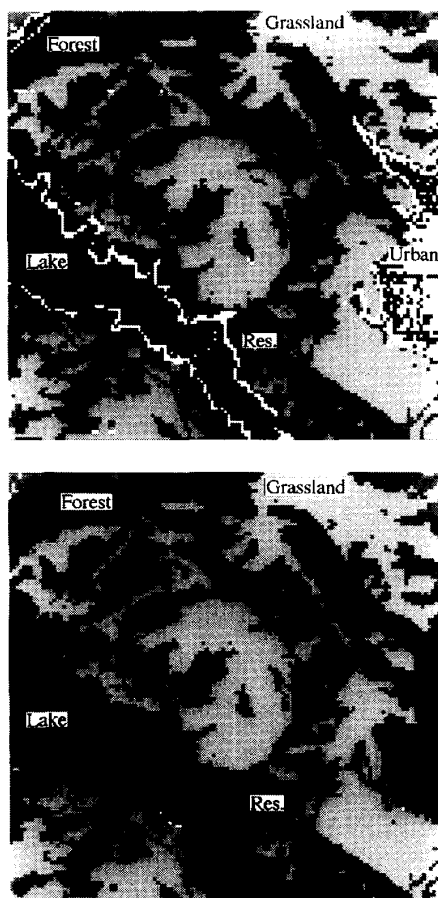 Grassland
Forest
Lake
Urban
Res.
Grassland
Forest
Lake
Res.